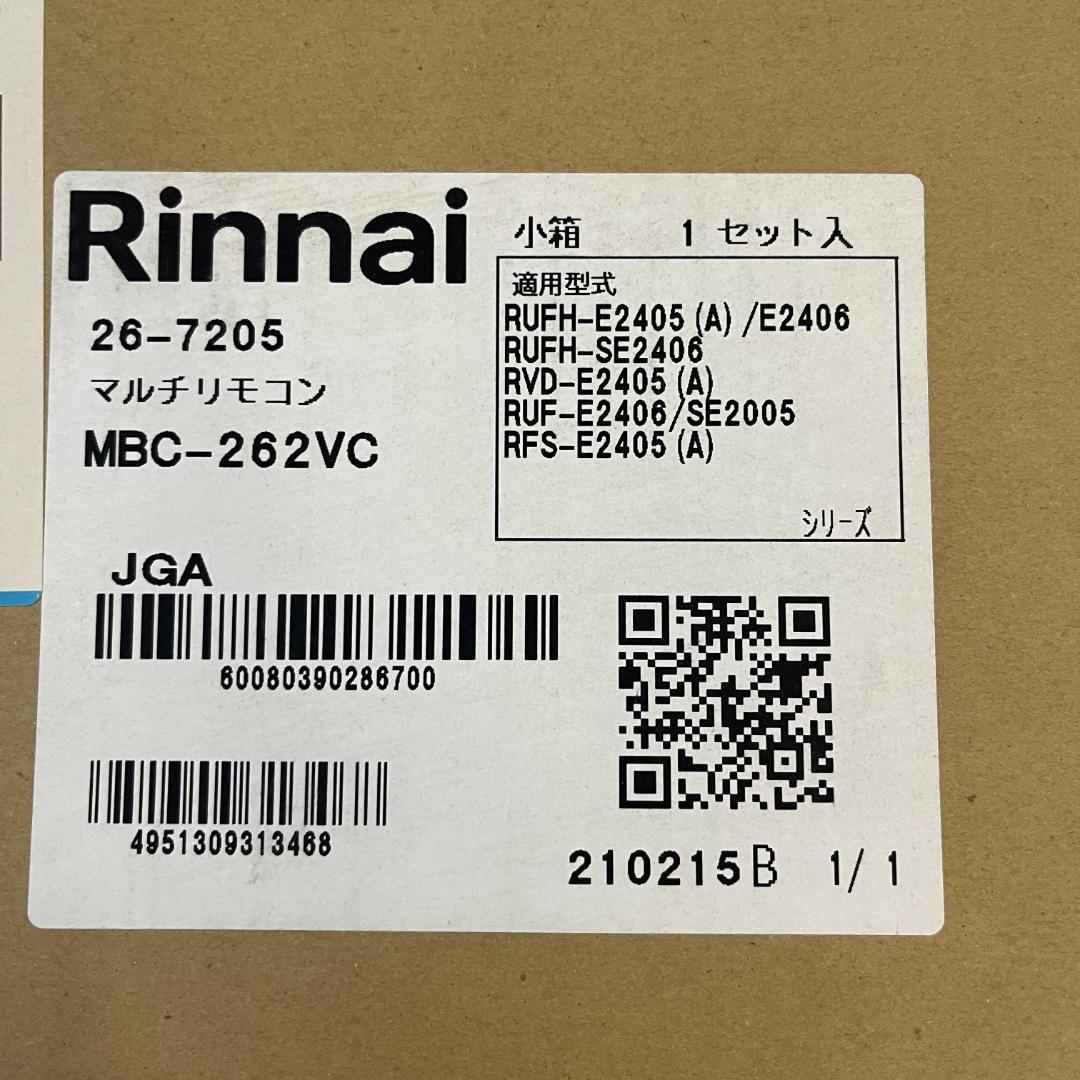 Rinnai
26-7205
マルチリモコン
MBC-262VC
小箱 1 セット入
適用型式
RUFH-E2405(A)/E2406
RUFH-SE2406
RVD-E2405(A)
RUF-E2406/SE2005
RFS-E2405(A)
シリーズ
JGA
60080390286700
4951309313468
210215B 1/ 1